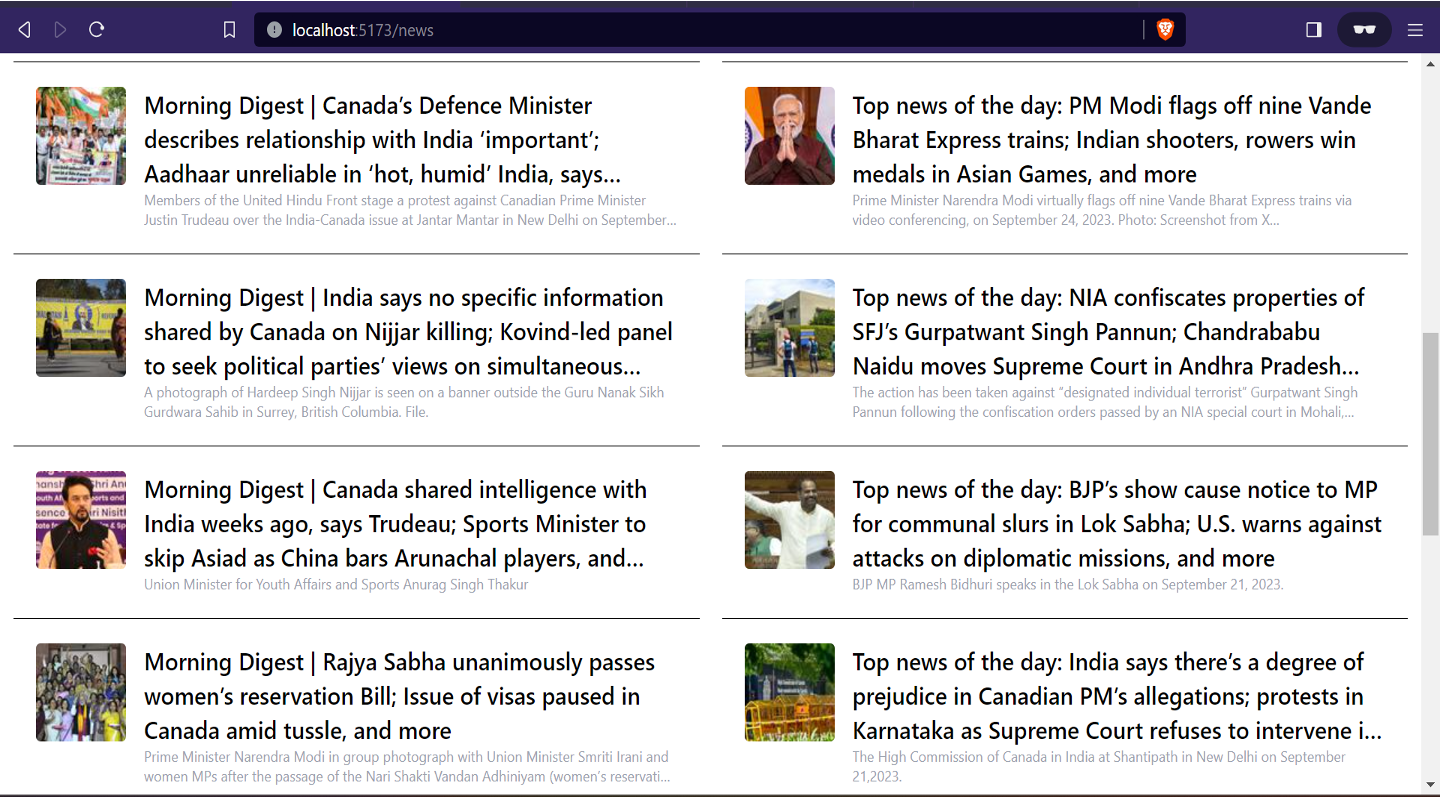 localhost:5173/news
Morning Digest | Canada’s Defence Minister
describes relationship with India ‘important’;
Aadhaar unreliable in ‘hot, humid’ India, says...
Members of the United Hindu Front stage a protest against Canadian Prime Minister
Justin Trudeau over the India-Canada issue at Jantar Mantar in New Delhi on September...
Top news of the day: PM Modi flags off nine Vande
Bharat Express trains; Indian shooters, rowers win
medals in Asian Games, and more
Prime Minister Narendra Modi virtually flags off nine Vande Bharat Express trains via
video conferencing, on September 24, 2023. Photo: Screenshot from X...
Morning Digest | India says no specific information
shared by Canada on Nijjar killing; Kovind-led panel
to seek political parties’ views on simultaneous...
A photograph of Hardeep Singh Nijjar is seen on a banner outside the Guru Nanak Sikh
Gurdwara Sahib in Surrey, British Columbia. File.
Top news of the day: NIA confiscates properties of
SFJ’s Gurpatwant Singh Pannun; Chandrababu
Naidu moves Supreme Court in Andhra Pradesh...
The action has been taken against “designated individual terrorist” Gurpatwant Singh
Pannun following the confiscation orders passed by an NIA special court in Mohali,...
Morning Digest | Canada shared intelligence with
India weeks ago, says Trudeau; Sports Minister to
skip Asiad as China bars Arunachal players, and...
Union Minister for Youth Affairs and Sports Anurag Singh Thakur
Top news of the day: BJP’s show cause notice to MP
for communal slurs in Lok Sabha; U.S. warns against
attacks on diplomatic missions, and more
BJP MP Ramesh Bidhuri speaks in the Lok Sabha on September 21, 2023.
Morning Digest | Rajya Sabha unanimously passes
women’s reservation Bill; Issue of visas paused in
Canada amid tussle, and more
Prime Minister Narendra Modi in group photograph with Union Minister Smriti Irani and
women MPs after the passage of the Nari Shakti Vandan Adhiniyam (women’s reservati...
Top news of the day: India says there’s a degree of
prejudice in Canadian PM’s allegations; protests in
Karnataka as Supreme Court refuses to intervene i...
The High Commission of Canada in India at Shantipath in New Delhi on September
21,2023.